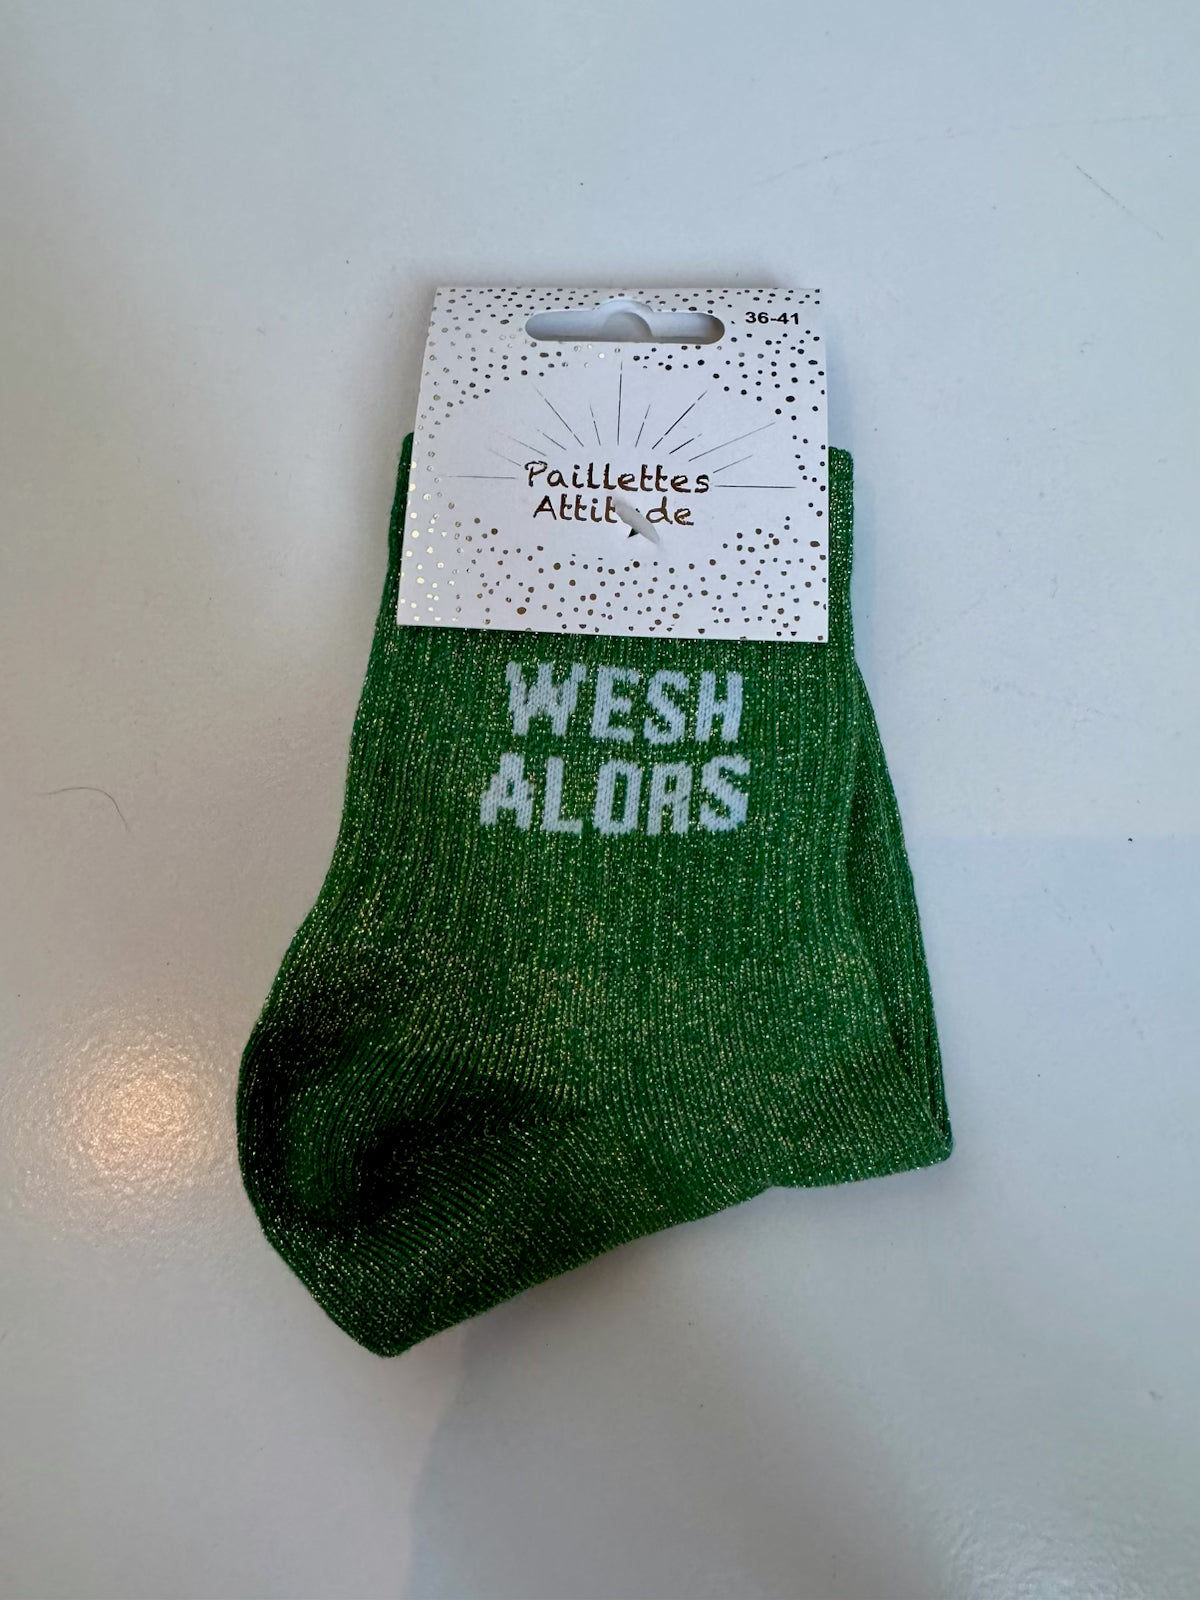 36-41
Paillettes
Attitude
WESH
ALORS